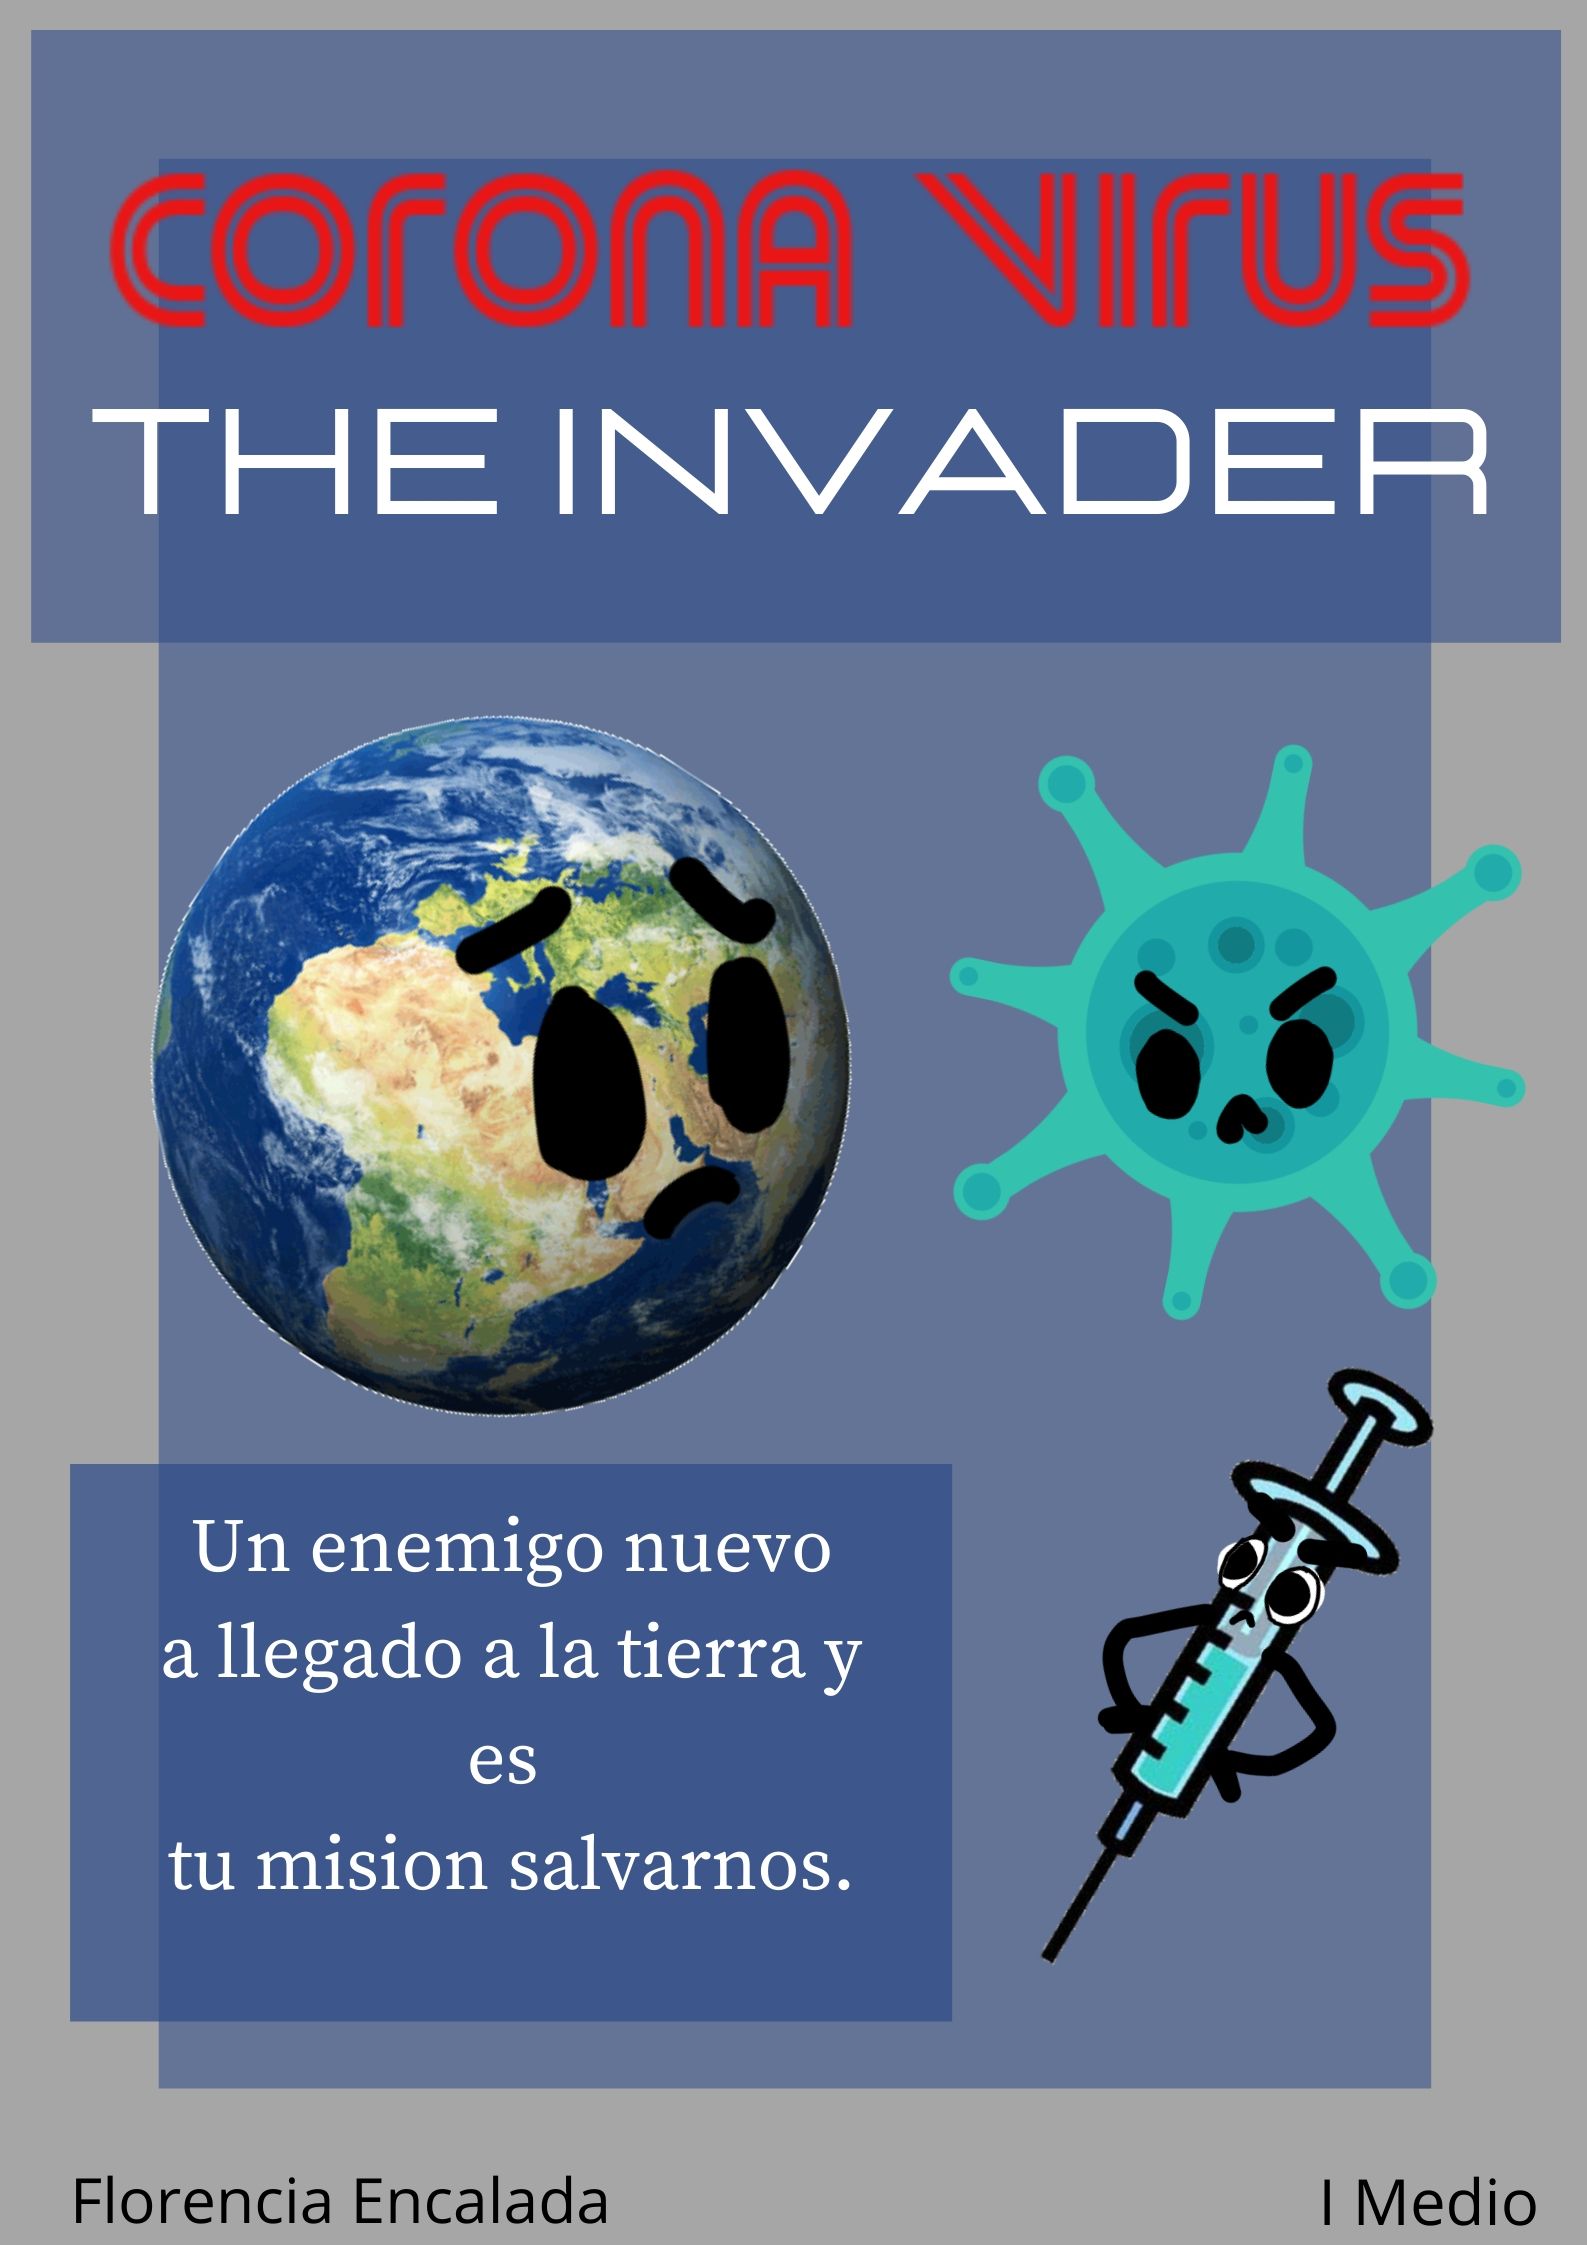 corona virus
THE INVADER
Un enemigo nuevo
a llegado a la tierra y
es
tu mision salvarnos.
Florencia Encalada
I Medio